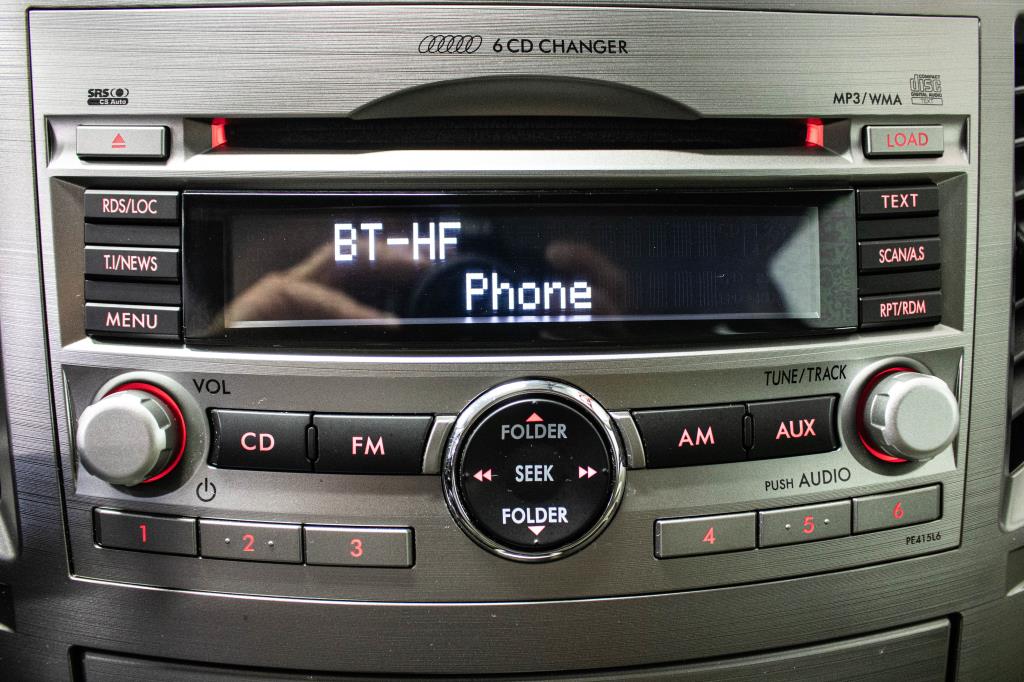 6 CD CHANGER
SRS
CS Auto
MP3/WMA
COMPACT
disc
DIGITAL AUDIO
TEXT
LOAD
RDS/LOC
TEXT
BT-HF
T.I/NEWS
SCAN/A.S
Phone
MENU
RPT/RDM
VOL
TUNE/TRACK
CD
FM
FOLDER
SEEK
FOLDER
AM
AUX
PUSH AUDIO
1
2
3
4
5
6
PE415L6